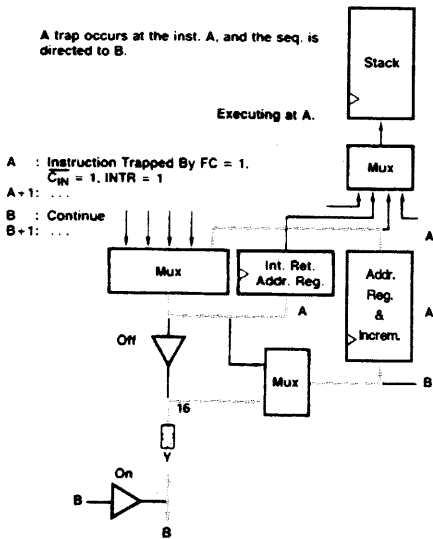 A trap occurs at the inst. A, and the seq. is
directed to B.
Stack
Executing at A.
A : Instruction Trapped By FC = 1,
C̅I̅N̅ = 1, INTR = 1
A+1: ...
B : Continue
B+1: ...
Mux
A
Mux
Int. Ret.
Addr. Reg.
Addr.
Reg.
&
Increm.
A
A
Off
Mux
B
16
Y
On
B
B